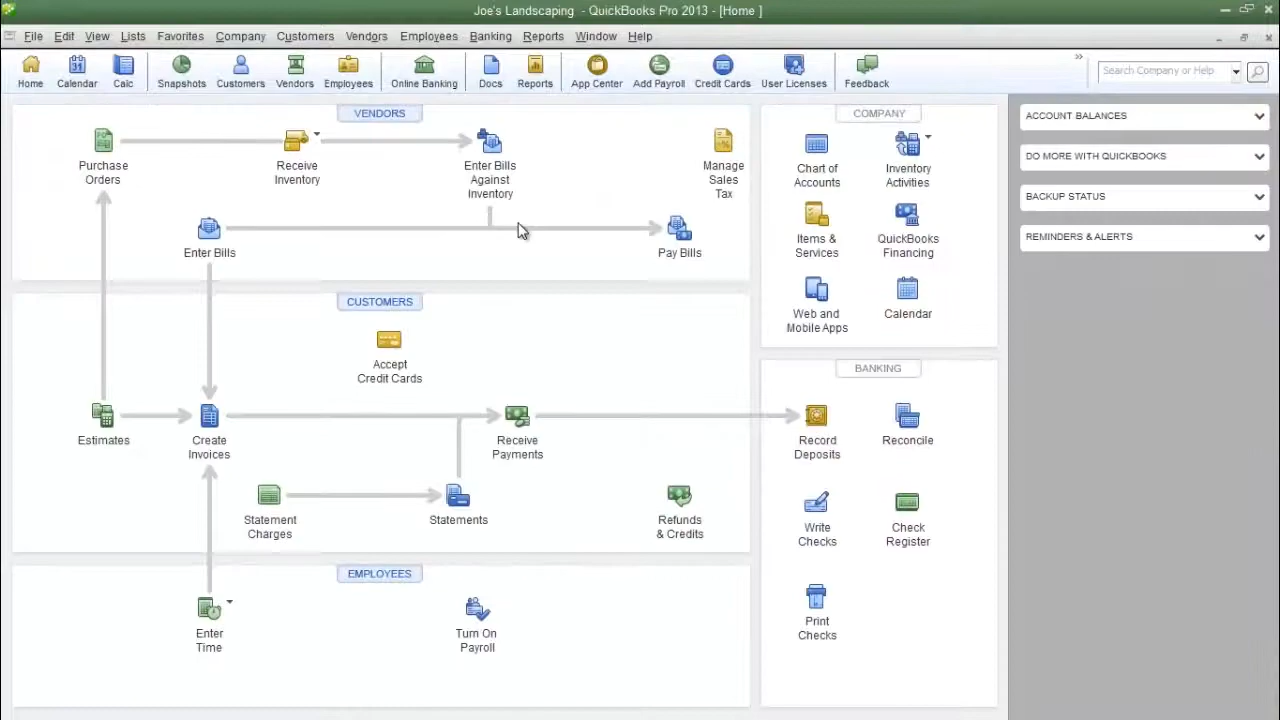 Joe's Landscaping - QuickBooks Pro 2013 - [Home ]
File Edit View Lists Favorites Company Customers Vendors Employees Banking Reports Window Help
Home Calendar Calc Snapshots Customers Vendors Employees Online Banking Docs Reports App Center Add Payroll Credit Cards User Licenses Feedback
31
»
Search Company or Help
VENDORS
Purchase
Orders
Receive
Inventory
Enter Bills
Against
Inventory
Manage
Sales
Tax
Enter Bills
Pay Bills
CUSTOMERS
Accept
Credit Cards
Estimates
Create
Invoices
Receive
Payments
Statement
Charges
Statements
Refunds
& Credits
EMPLOYEES
Enter
Time
Turn On
Payroll
COMPANY
Chart of
Accounts
Inventory
Activities
Items &
Services
QuickBooks
Financing
Web and
Mobile Apps
Calendar
BANKING
Record
Deposits
Reconcile
Write
Checks
Check
Register
Print
Checks
ACCOUNT BALANCES
DO MORE WITH QUICKBOOKS
BACKUP STATUS
REMINDERS & ALERTS